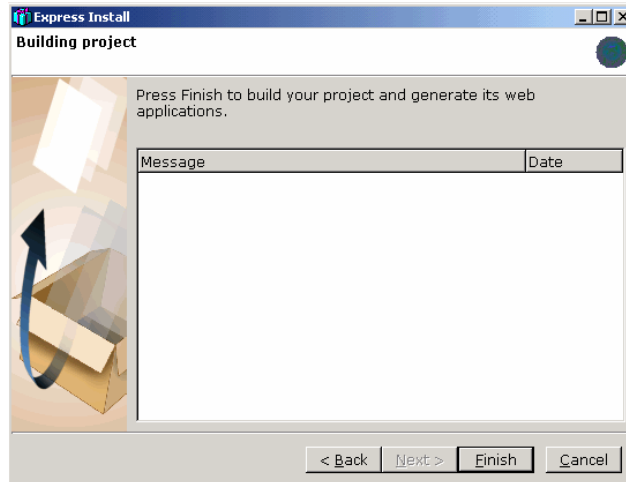 Express Install
Building project
Press Finish to build your project and generate its web
applications.
Message Date
< Back Next > Finish Cancel